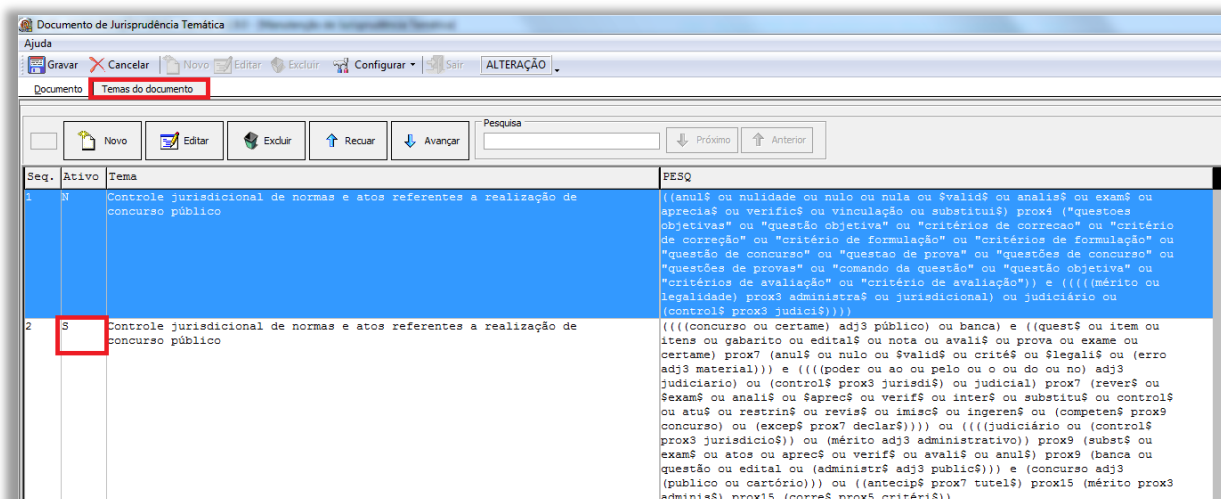 Documento de Jurisprudência Temática
Ajuda
Gravar Cancelar Novo Editar Excluir Configurar Sair ALTERAÇÃO
Documento Temas do documento
Novo Editar Excluir Recuar Avançar Pesquisa Próximo Anterior
Seq. Ativo Tema PESQ
1 N Controle jurisdicional de normas e atos referentes a realização de ((anul$ ou nulidade ou nulo ou nula ou $valid$ ou analis$ ou exam$ ou
concurso público aprecia$ ou verific$ ou vinculação ou substitui$) prox4 ("questoes
objetivas" ou "questão objetiva" ou "critérios de correcao" ou "critério
de correção" ou "critério de formulação" ou "critérios de formulação" ou
"questão de concurso" ou "questao de prova" ou "questões de concurso" ou
"questões de provas" ou "comando da questão" ou "questão objetiva" ou
"critérios de avaliação" ou "critério de avaliação")) e (((((mérito ou
legalidade) prox3 administra$ ou jurisdicional) ou judiciário ou
(control$ prox3 judici$))))
2 S Controle jurisdicional de normas e atos referentes a realização de ((((concurso ou certame) adj3 público) ou banca) e ((quest$ ou item ou
concurso público itens ou gabarito ou edital$ ou nota ou avali$ ou prova ou exame ou
certame) prox7 (anul$ ou nulo ou $valid$ ou crité$ ou $legali$ ou (erro
adj3 material))) e ((((poder ou ao ou pelo ou o ou do ou no) adj3
judiciario) ou (control$ prox3 jurisdi$) ou judicial) prox7 (rever$ ou
$exam$ ou anali$ ou $aprec$ ou verif$ ou inter$ ou substitu$ ou control$
ou atu$ ou restrin$ ou revis$ ou imisc$ ou ingeren$ ou (competen$ prox9
concurso) ou (excep$ prox7 declar$)))) ou ((((judiciário ou (control$
prox3 jurisdicio$)) ou (mérito adj3 administrativo)) prox9 (subst$ ou
exam$ ou atos ou aprec$ ou verif$ ou avali$ ou anul$) prox9 (banca ou
questão ou edital ou (administr$ adj3 public$))) e (concurso adj3
(publico ou cartório))) ou ((antecip$ prox7 tutel$) prox15 (mérito prox3
adminis$) prox15 (corre$ prox5 critéri$))